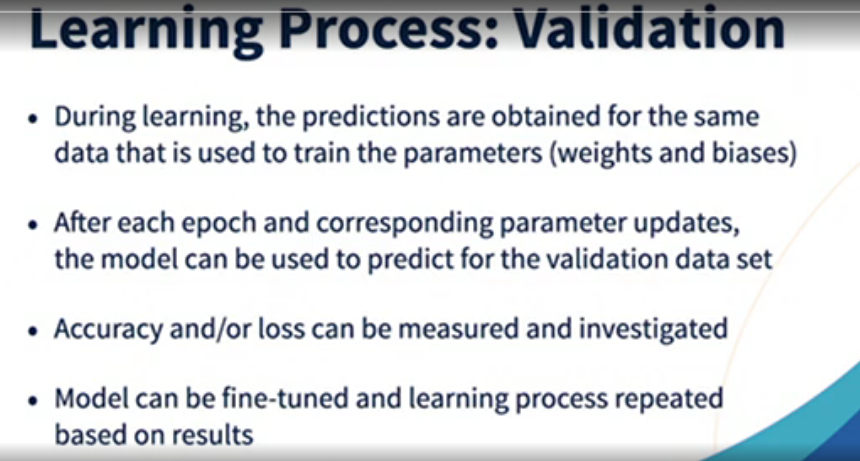 Learning Process: Validation
• During learning, the predictions are obtained for the same
data that is used to train the parameters (weights and biases)
• After each epoch and corresponding parameter updates,
the model can be used to predict for the validation data set
• Accuracy and/or loss can be measured and investigated
• Model can be fine-tuned and learning process repeated
based on results